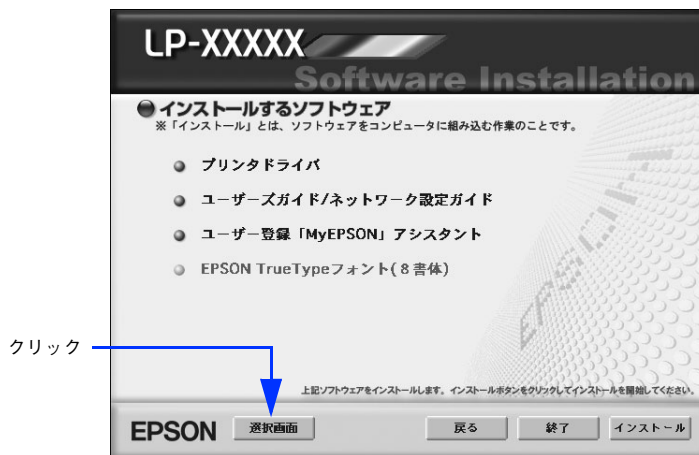 LP-XXXXX
Software Installation
インストールするソフトウェア
※「インストール」とは、ソフトウェアをコンピュータに組み込む作業のことです。
プリンタドライバ
ユーザーズガイド/ネットワーク設定ガイド
ユーザー登録「MyEPSON」アシスタント
EPSON TrueTypeフォント(8書体)
EPSON
クリック
上記ソフトウェアをインストールします。インストールボタンをクリックしてインストールを開始してください。
EPSON 選択画面 戻る 終了 インストール